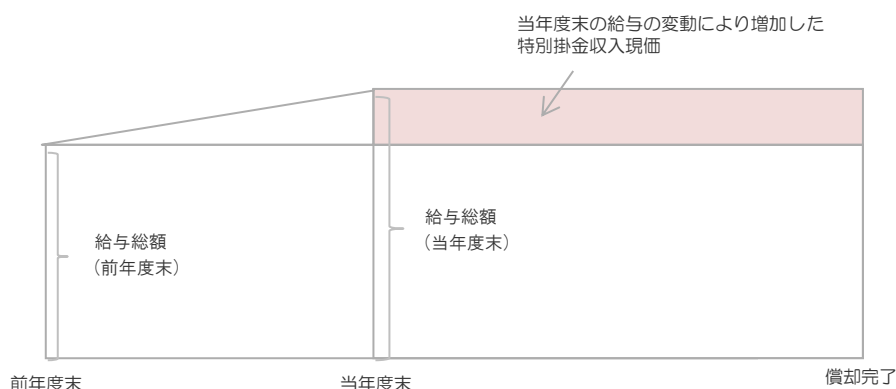 当年度末の給与の変動により増加した
特別掛金収入現価
給与総額
(前年度末)
給与総額
(当年度末)
前年度末
当年度末
償却完了